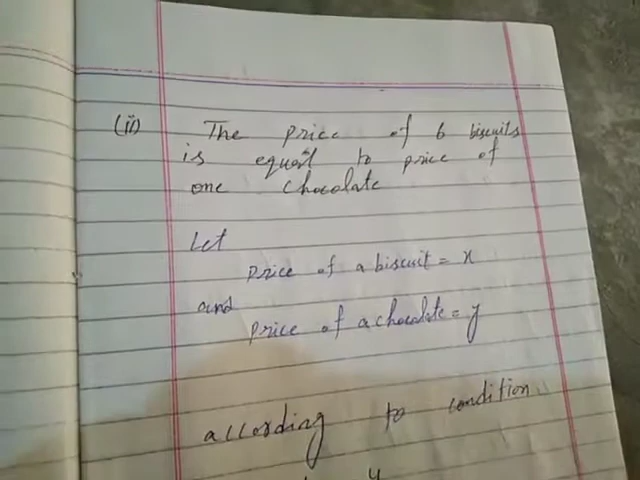 (ii) The price of 6 biscuits
is equal to price of
one chocolate
Let
price of a biscuit = x
and
price of a chocolate = y
according to condition
y